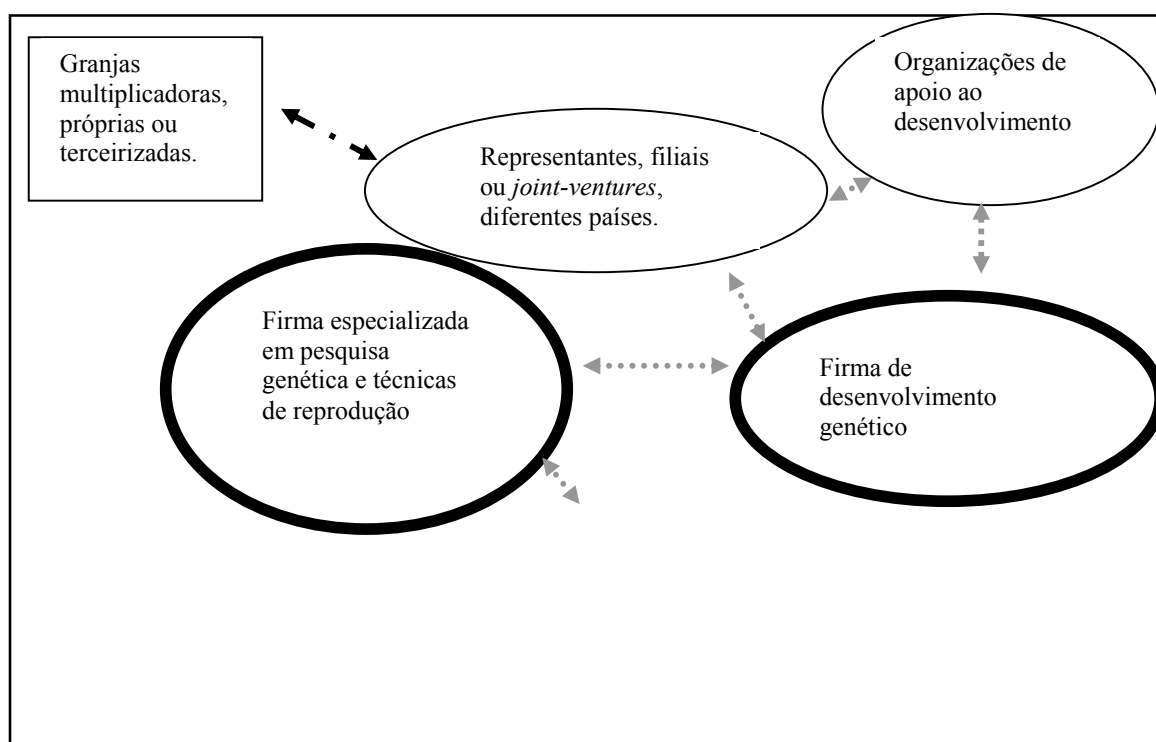 Granjas
multiplicadoras,
próprias ou
terceirizadas.
Organizações de
apoio ao
desenvolvimento
Representantes, filiais
ou joint-ventures,
diferentes países.
Firma especializada
em pesquisa
genética e técnicas
de reprodução
Firma de
desenvolvimento
genético